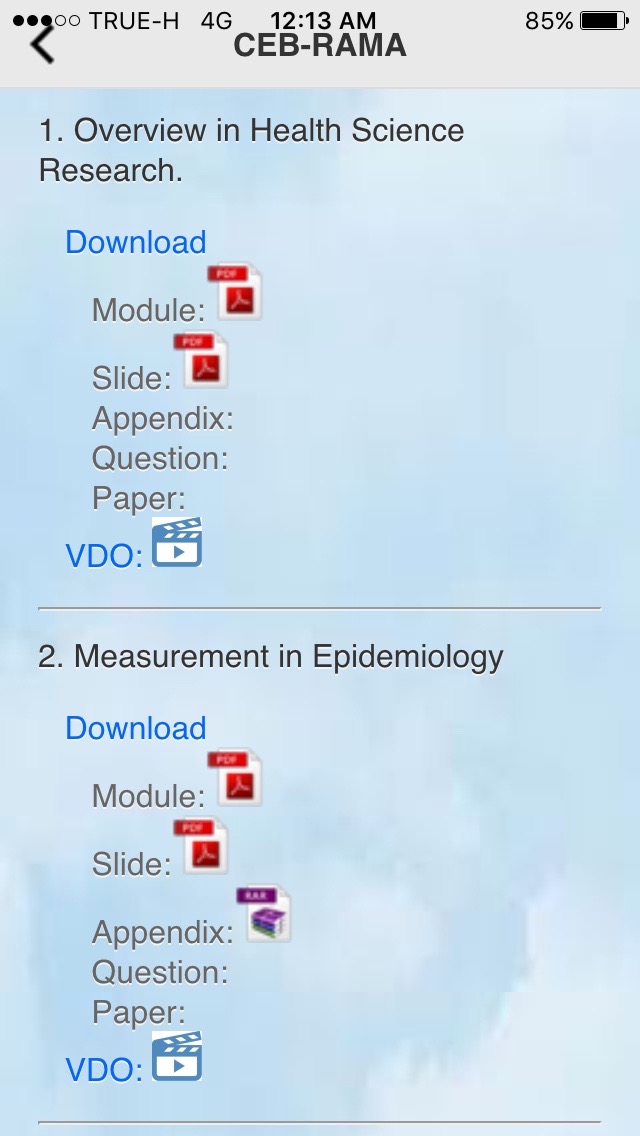 TRUE-H 4G 12:13 AM 85%
CEB-RAMA
1. Overview in Health Science
Research.
Download
PDF
Module:
PDF
Slide:
Appendix:
Question:
Paper:
VDO:
2. Measurement in Epidemiology
Download
PDF
Module:
PDF
Slide:
RAR
Appendix:
Question:
Paper:
VDO: